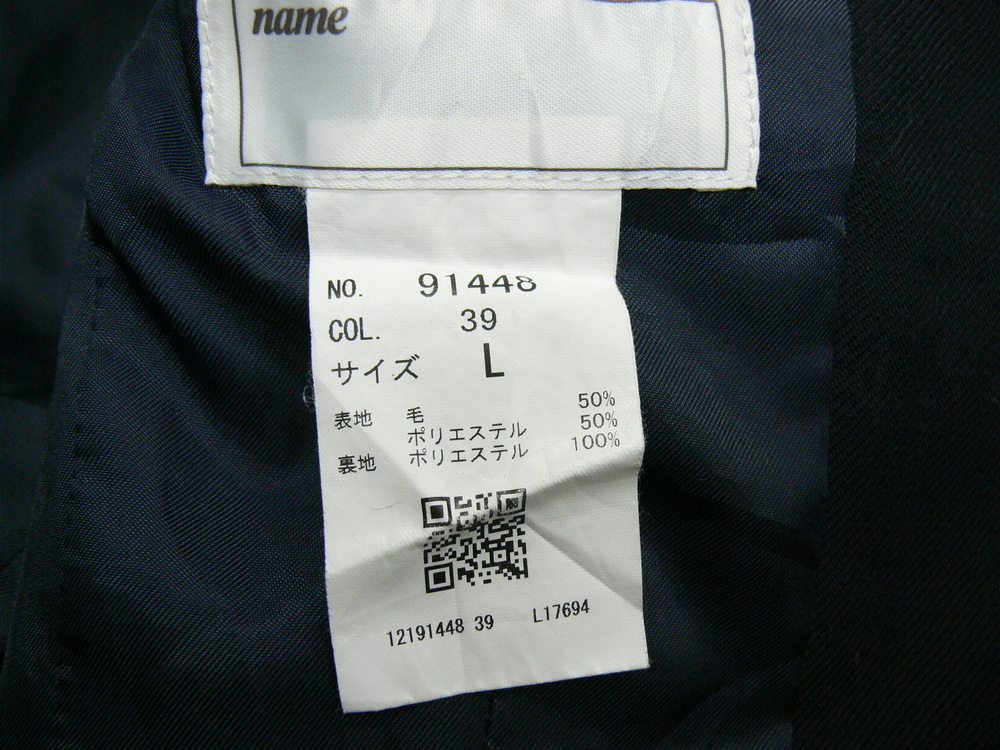 name
NO. 91448
COL. 39
サイズ L
表地 毛 50%
ポリエステル 50%
裏地 ポリエステル 100%
12191448 39 L17694